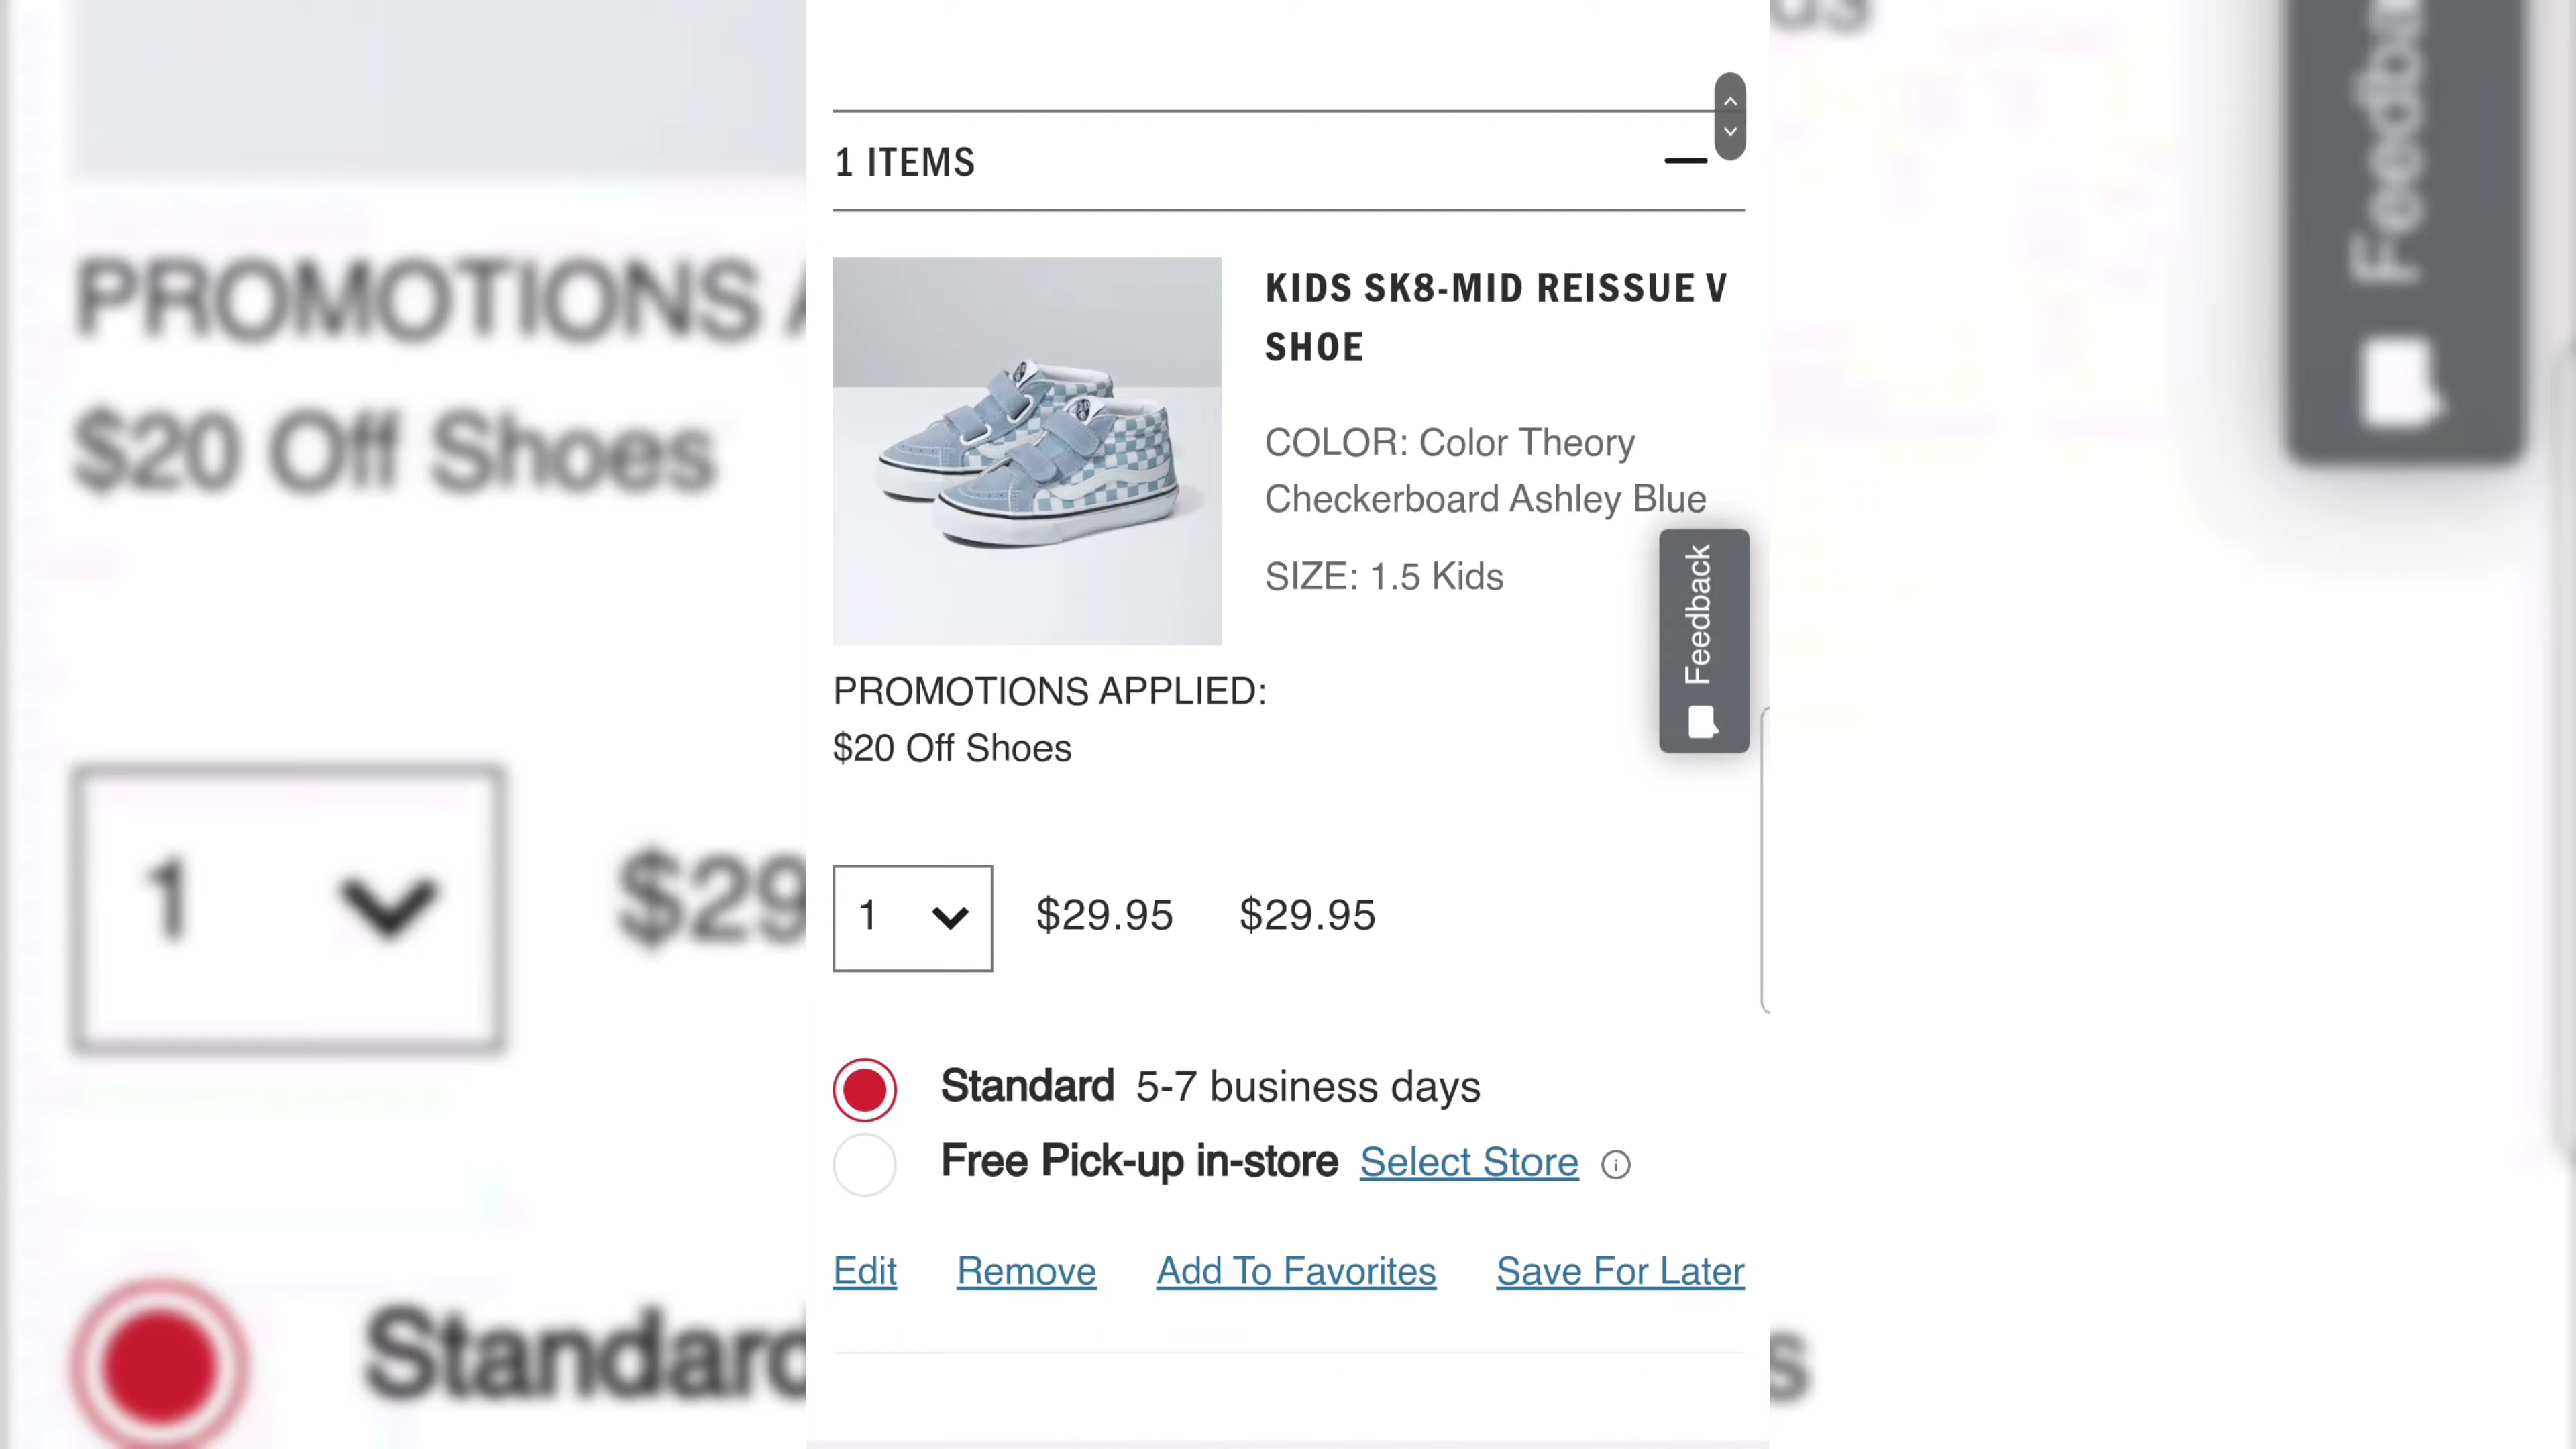 1 ITEMS
KIDS SK8-MID REISSUE V
SHOE
COLOR: Color Theory
Checkerboard Ashley Blue
SIZE: 1.5 Kids
Feedback
PROMOTIONS APPLIED:
$20 Off Shoes
1
$29.95 $29.95
Standard 5-7 business days
Free Pick-up in-store Select Store
Edit Remove Add To Favorites Save For Later
PROMOTIONS
$20 Off Shoes
1 $29
Standard